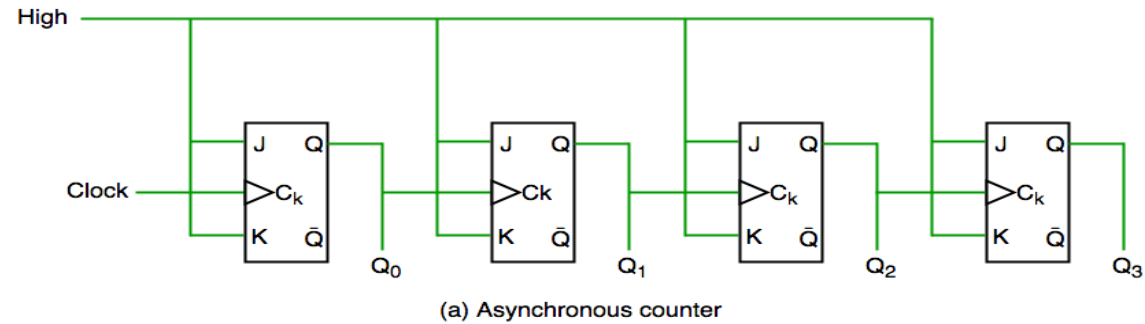 High
J Q J Q J Q J Q
Clock Cₖ Ck Cₖ Cₖ
K Q̄ K Q̄ K Q̄ K Q̄
Q₀ Q₁ Q₂ Q₃
(a) Asynchronous counter